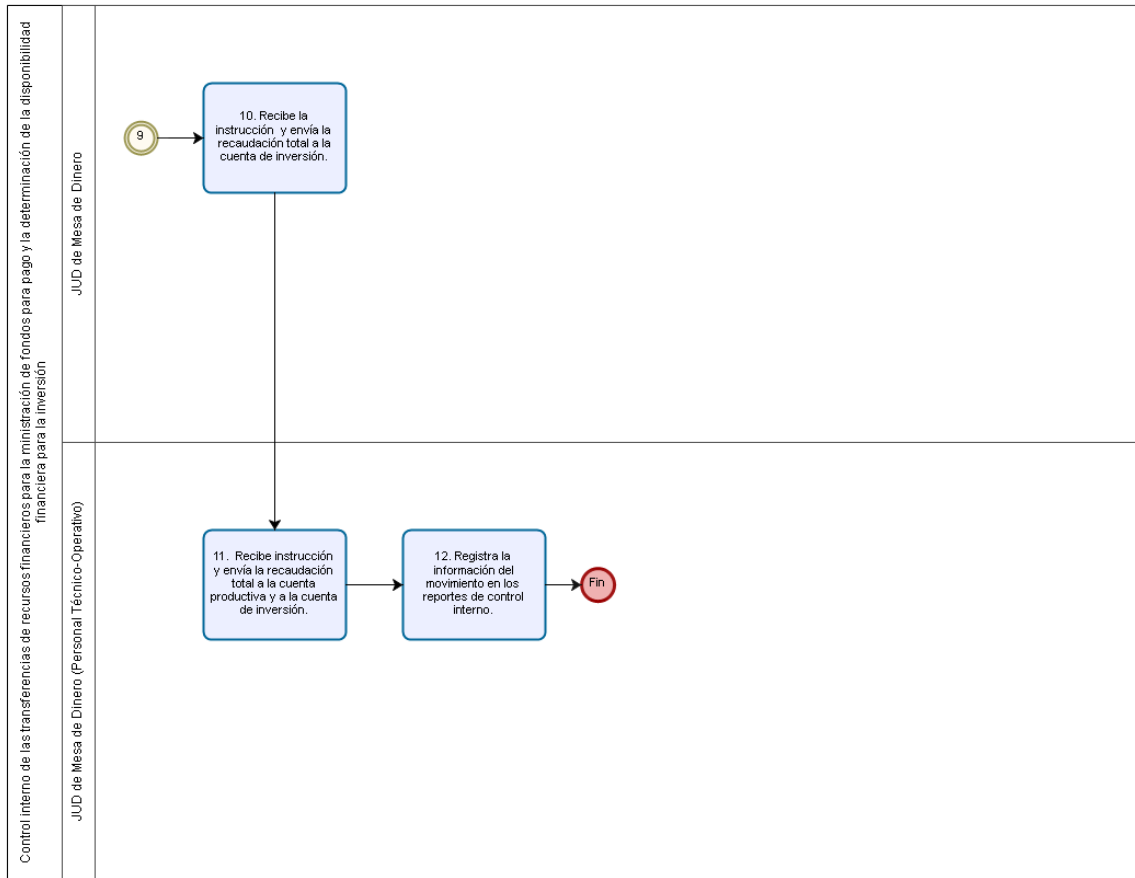 Control interno de las transferencias de recursos financieros para la ministración de fondos para pago y la determinación de la disponibilidad
financiera para la inversión
JUD de Mesa de Dinero
9
10. Recibe la
instrucción y envía la
recaudación total a la
cuenta de inversión.
JUD de Mesa de Dinero (Personal Técnico-Operativo)
11. Recibe instrucción
y envía la recaudación
total a la cuenta
productiva y a la cuenta
de inversión.
12. Registra la
información del
movimiento en los
reportes de control
interno.
Fin